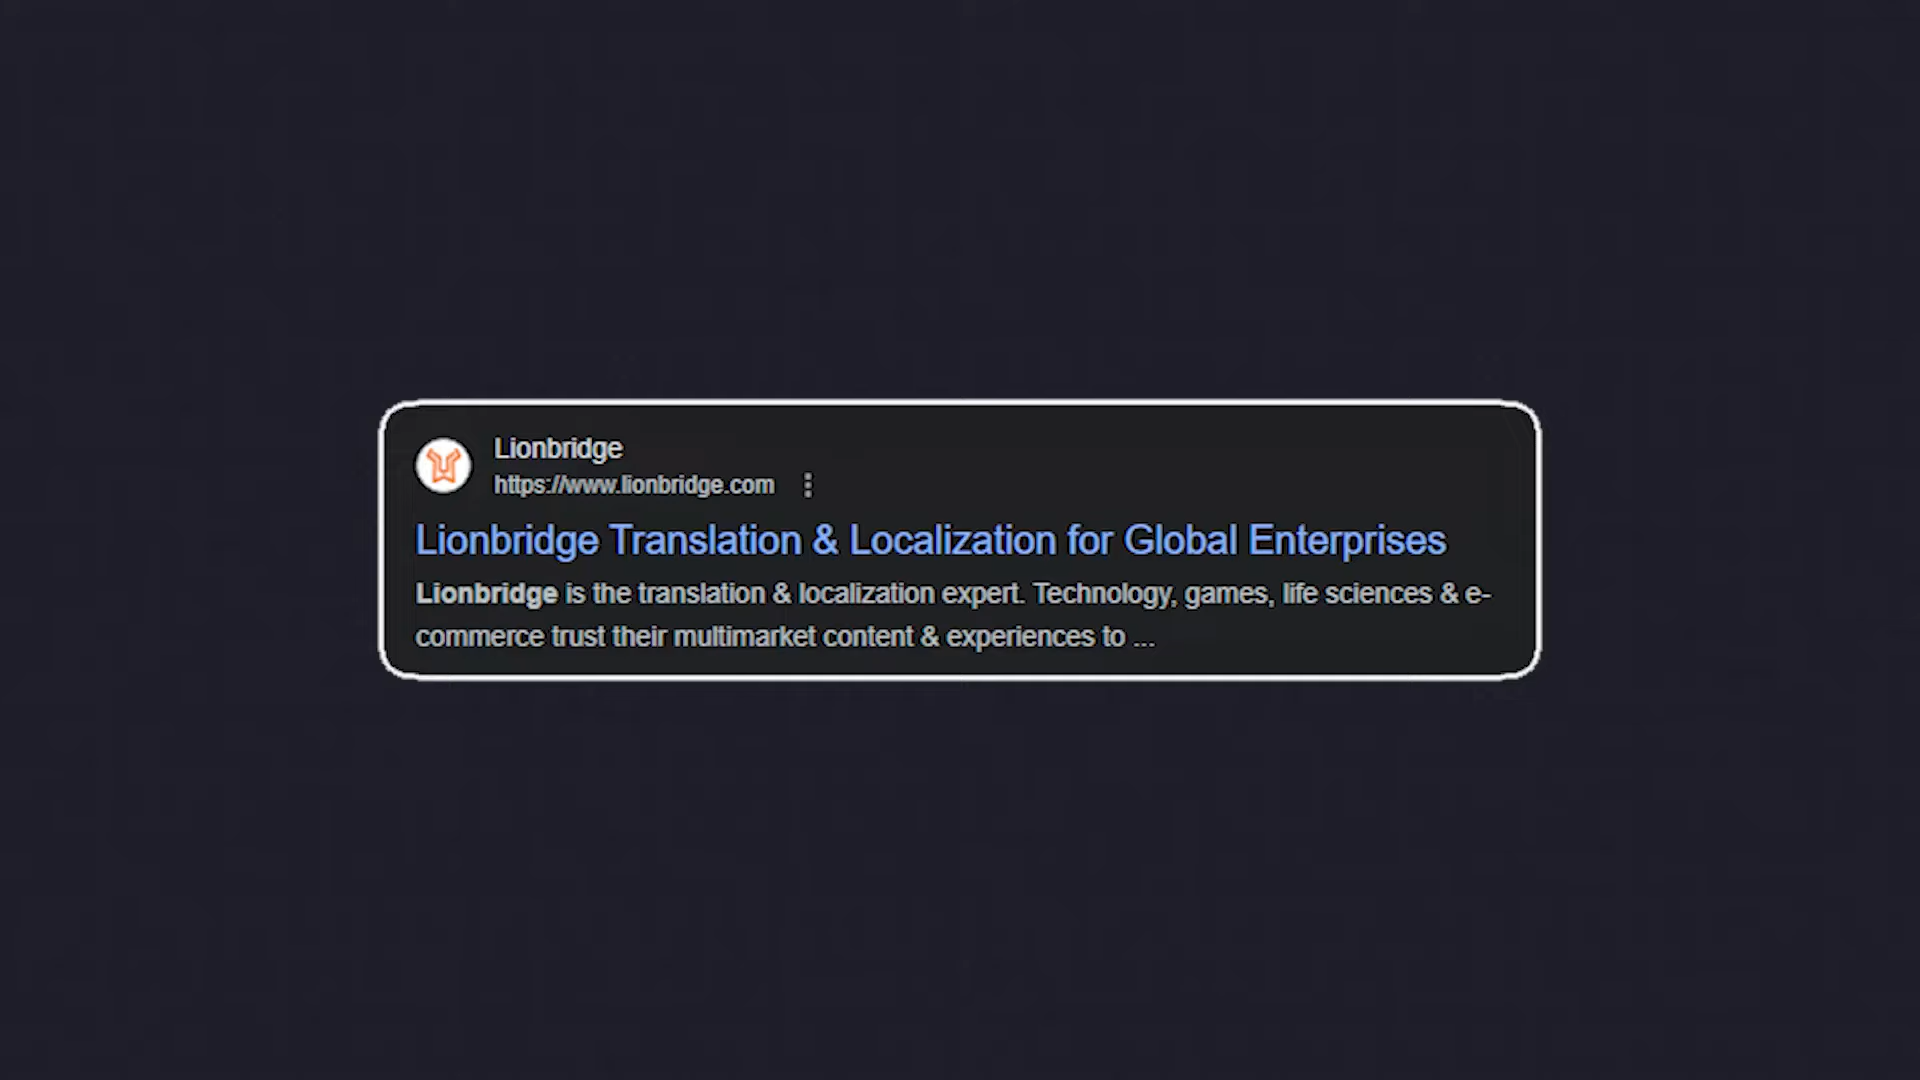 Lionbridge
https://www.lionbridge.com
Lionbridge Translation & Localization for Global Enterprises
Lionbridge is the translation & localization expert. Technology, games, life sciences & e-
commerce trust their multimarket content & experiences to ...